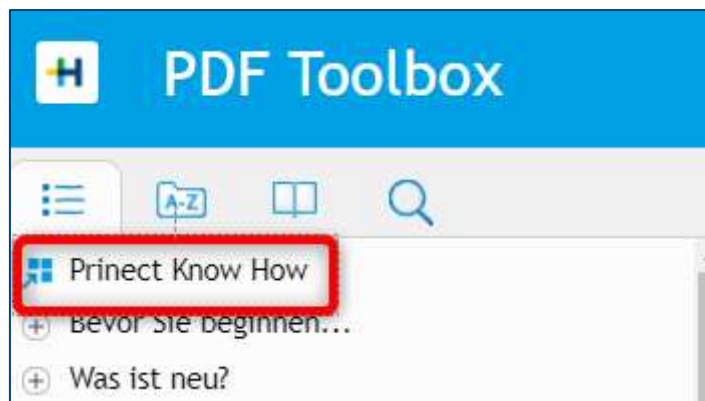 H
PDF Toolbox
A-Z
Prinect Know How
Bevor Sie beginnen...
Was ist neu?